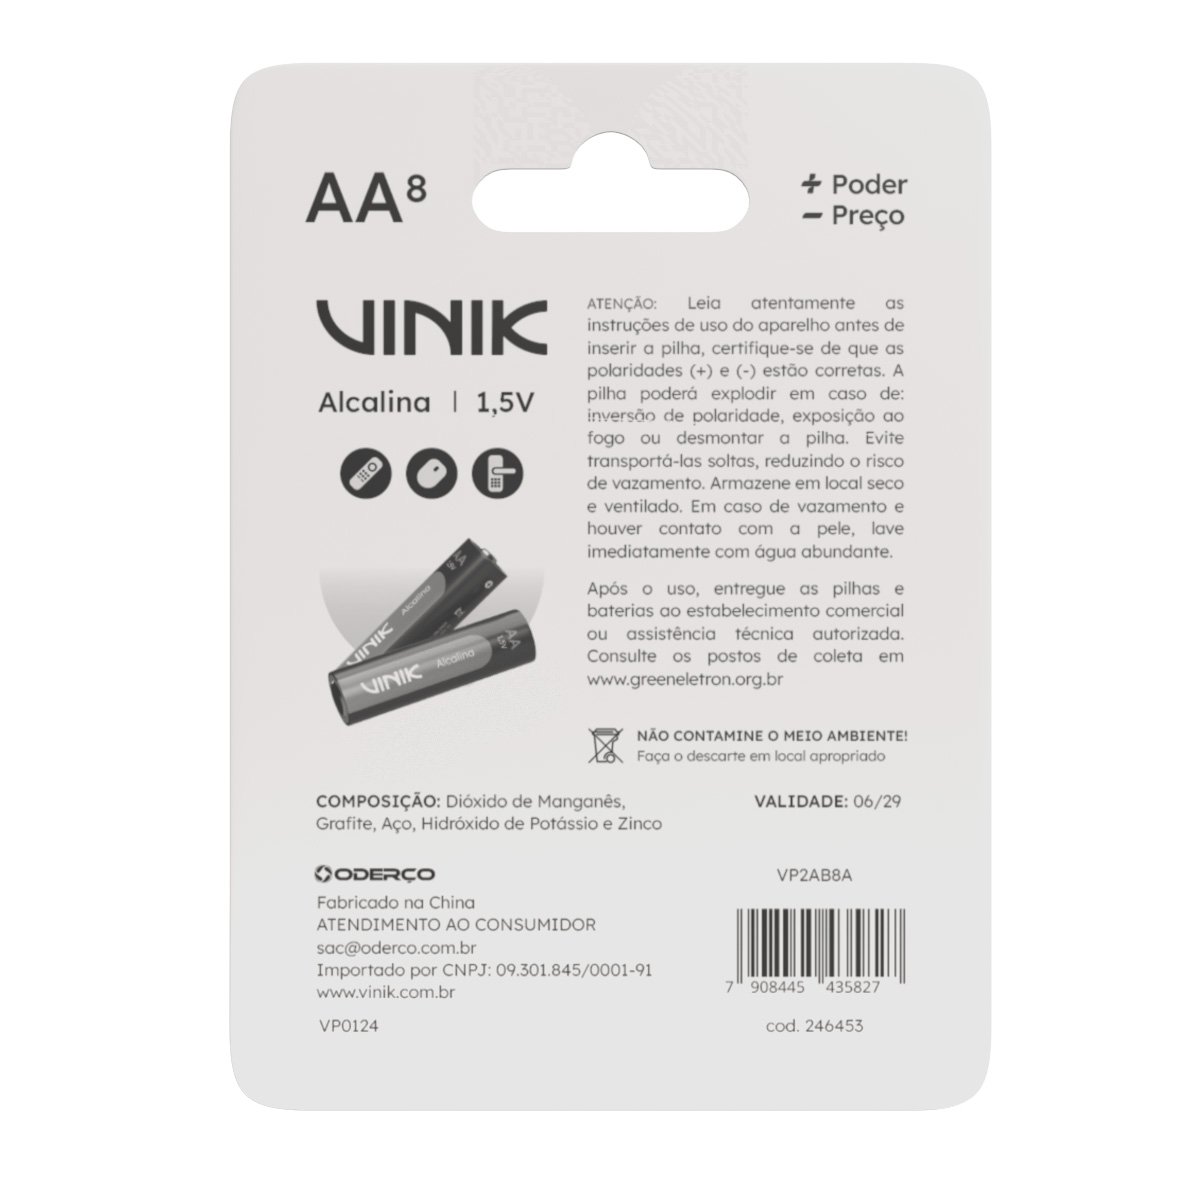 AA⁸
+ Poder
- Preço
VINIK
Alcalina | 1,5V
ATENÇÃO: Leia atentamente as
instruções de uso do aparelho antes de
inserir a pilha, certifique-se de que as
polaridades (+) e (-) estão corretas. A
pilha poderá explodir em caso de:
inversão de polaridade, exposição ao
fogo ou desmontar a pilha. Evite
transportá-las soltas, reduzindo o risco
de vazamento. Armazene em local seco
e ventilado. Em caso de vazamento e
houver contato com a pele, lave
imediatamente com água abundante.
Após o uso, entregue as pilhas e
baterias ao estabelecimento comercial
ou assistência técnica autorizada.
Consulte os postos de coleta em
www.greeneletron.org.br
AA
1,5V
Alcalina
VINIK
AA
1,5V
Alcalina
VINIK
NÃO CONTAMINE O MEIO AMBIENTE!
Faça o descarte em local apropriado
COMPOSIÇÃO: Dióxido de Manganês,
Grafite, Aço, Hidróxido de Potássio e Zinco
VALIDADE: 06/29
ODERÇO
Fabricado na China
ATENDIMENTO AO CONSUMIDOR
sac@oderco.com.br
Importado por CNPJ: 09.301.845/0001-91
www.vinik.com.br
VP0124
VP2AB8A
7 908445 435827
cod. 246453